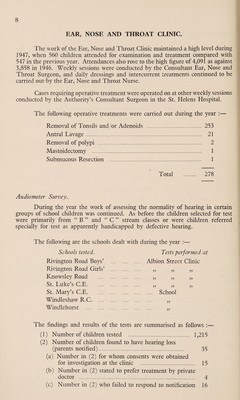 8
EAR, NOSE AND THROAT CLINIC.
The work of the Ear, Nose and Throat Clinic maintained a high level during
1947, when 560 children attended for examination and treatment compared with
547 in the previous year. Attendances also rose to the high figure of 4,091 as against
3,858 in 1946. Weekly sessions were conducted by the Consultant Ear, Nose and
Throat Surgeon, and daily dressings and intercurrent treatments continued to be
carried out by the Ear, Nose and Throat Nurse.
Cases requiring operative treatment were operated on at other weekly sessions
conducted by the Authority's Consultant Surgeon in the St. Helens Hospital.
The following operative treatments were carried out during the year :—
Removal of Tonsils and or Adenoids 253
Antral Lavage 21
Removal of polypi 2
Mastoidectomy 1
Submucous Resection 1
Total 278
Audiometer Survey.
During the year the work of assessing the normality of hearing in certain
groups of school children was continued. As before the children selected for test
were primarily from " B " and " C " stream classes or were children referred
specially for test as apparently handicapped by defective hearing.
The following are the schools dealt with during the year :—
Schools tested. Tests performed at
Rivington Road Boys' Albion Street Clinic
Rivington Road Girls' „ „ „
Knowsley Road „ „ „
St. Luke's C.E. „ „ „
St. Mary's C.E. School
Windleshaw R.C. „
Windlehurst „
The findings and results of the tests are summarised as follows :—
(1) Number of children tested 1,215
(2) Number of children found to have hearing loss
(parents notified) 35
(a) Number in (2) for whom consents were obtained
for investigation at the clinic 15
(b) Number in (2) stated to prefer treatment by private
doctor 4
(c) Number in (2) who failed to respond to notification 16